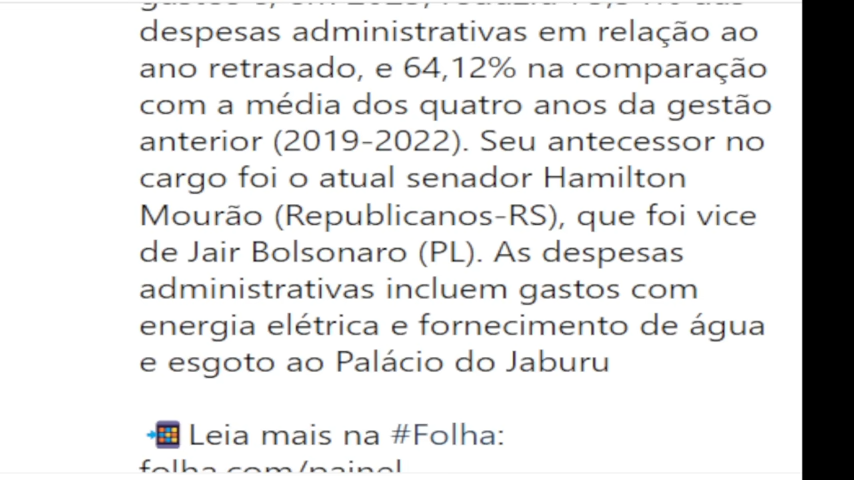 despesas administrativas em relação ao
ano retrasado, e 64,12% na comparação
com a média dos quatro anos da gestão
anterior (2019-2022). Seu antecessor no
cargo foi o atual senador Hamilton
Mourão (Republicanos-RS), que foi vice
de Jair Bolsonaro (PL). As despesas
administrativas incluem gastos com
energia elétrica e fornecimento de água
e esgoto ao Palácio do Jaburu
Leia mais na #Folha:
folha.com/painel